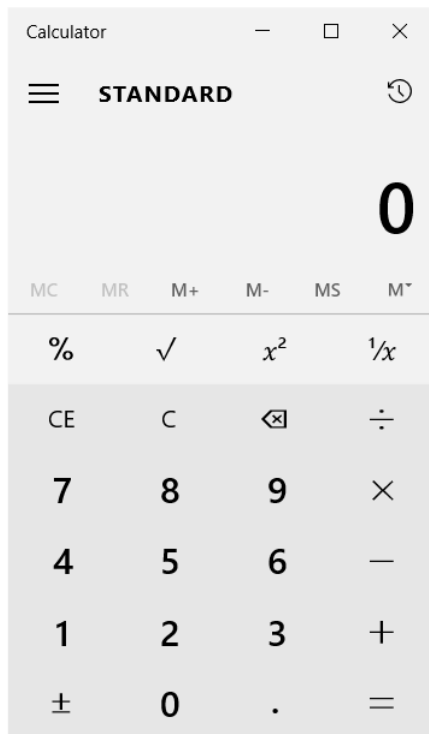 Calculator
STANDARD
0
MC MR M+ M- MS M▾
% √ x² ¹/x
CE C ⌫ ÷
7 8 9 ×
4 5 6 −
1 2 3 +
± 0 . =